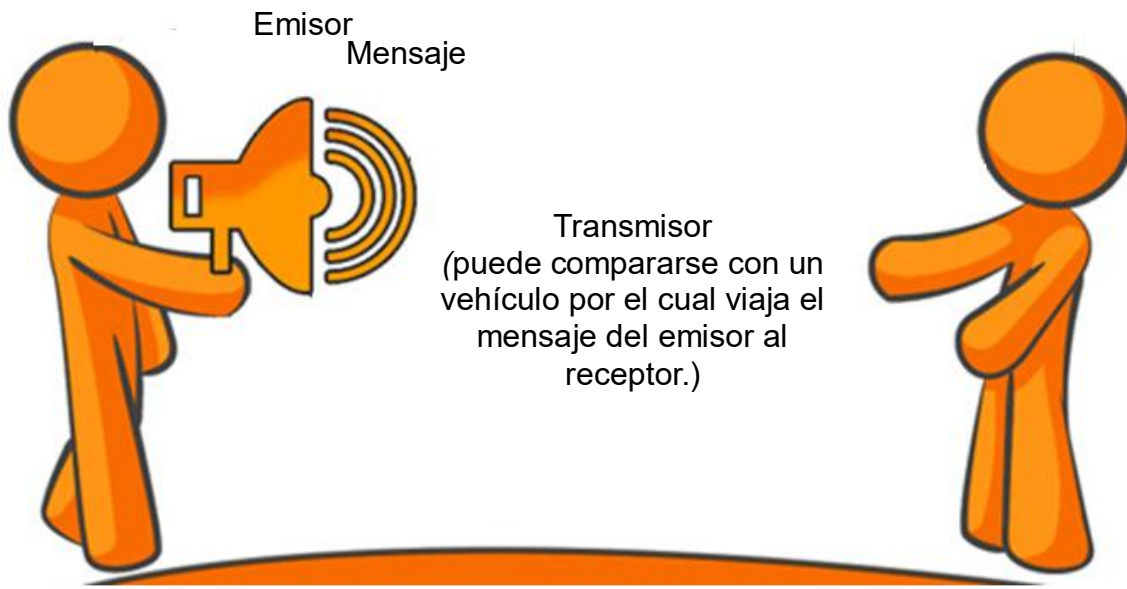 Emisor
Mensaje
Transmisor
(puede compararse con un
vehículo por el cual viaja el
mensaje del emisor al
receptor.)